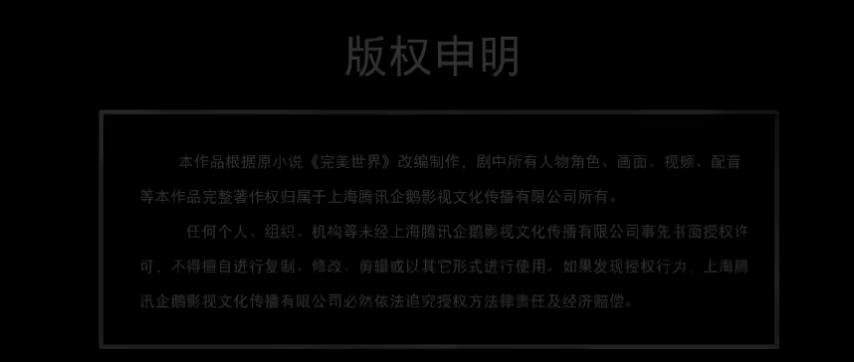 版权申明
本作品根据原小说《完美世界》改编制作，剧中所有人物角色、画面、视频、配音
等本作品完整著作权归属于上海腾讯企鹅影视文化传播有限公司所有。
任何个人、组织、机构等未经上海腾讯企鹅影视文化传播有限公司事先书面授权许
可，不得擅自进行复制、修改、剪辑或以其它形式进行使用。如果发现授权行为，上海腾
讯企鹅影视文化传播有限公司必然依法追究授权方法律责任及经济赔偿。